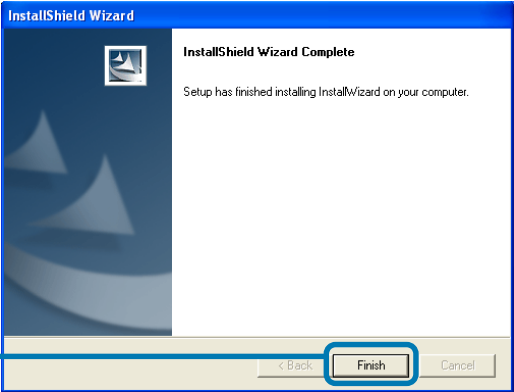 InstallShield Wizard
InstallShield Wizard Complete
Setup has finished installing InstallWizard on your computer.
< Back
Finish
Cancel